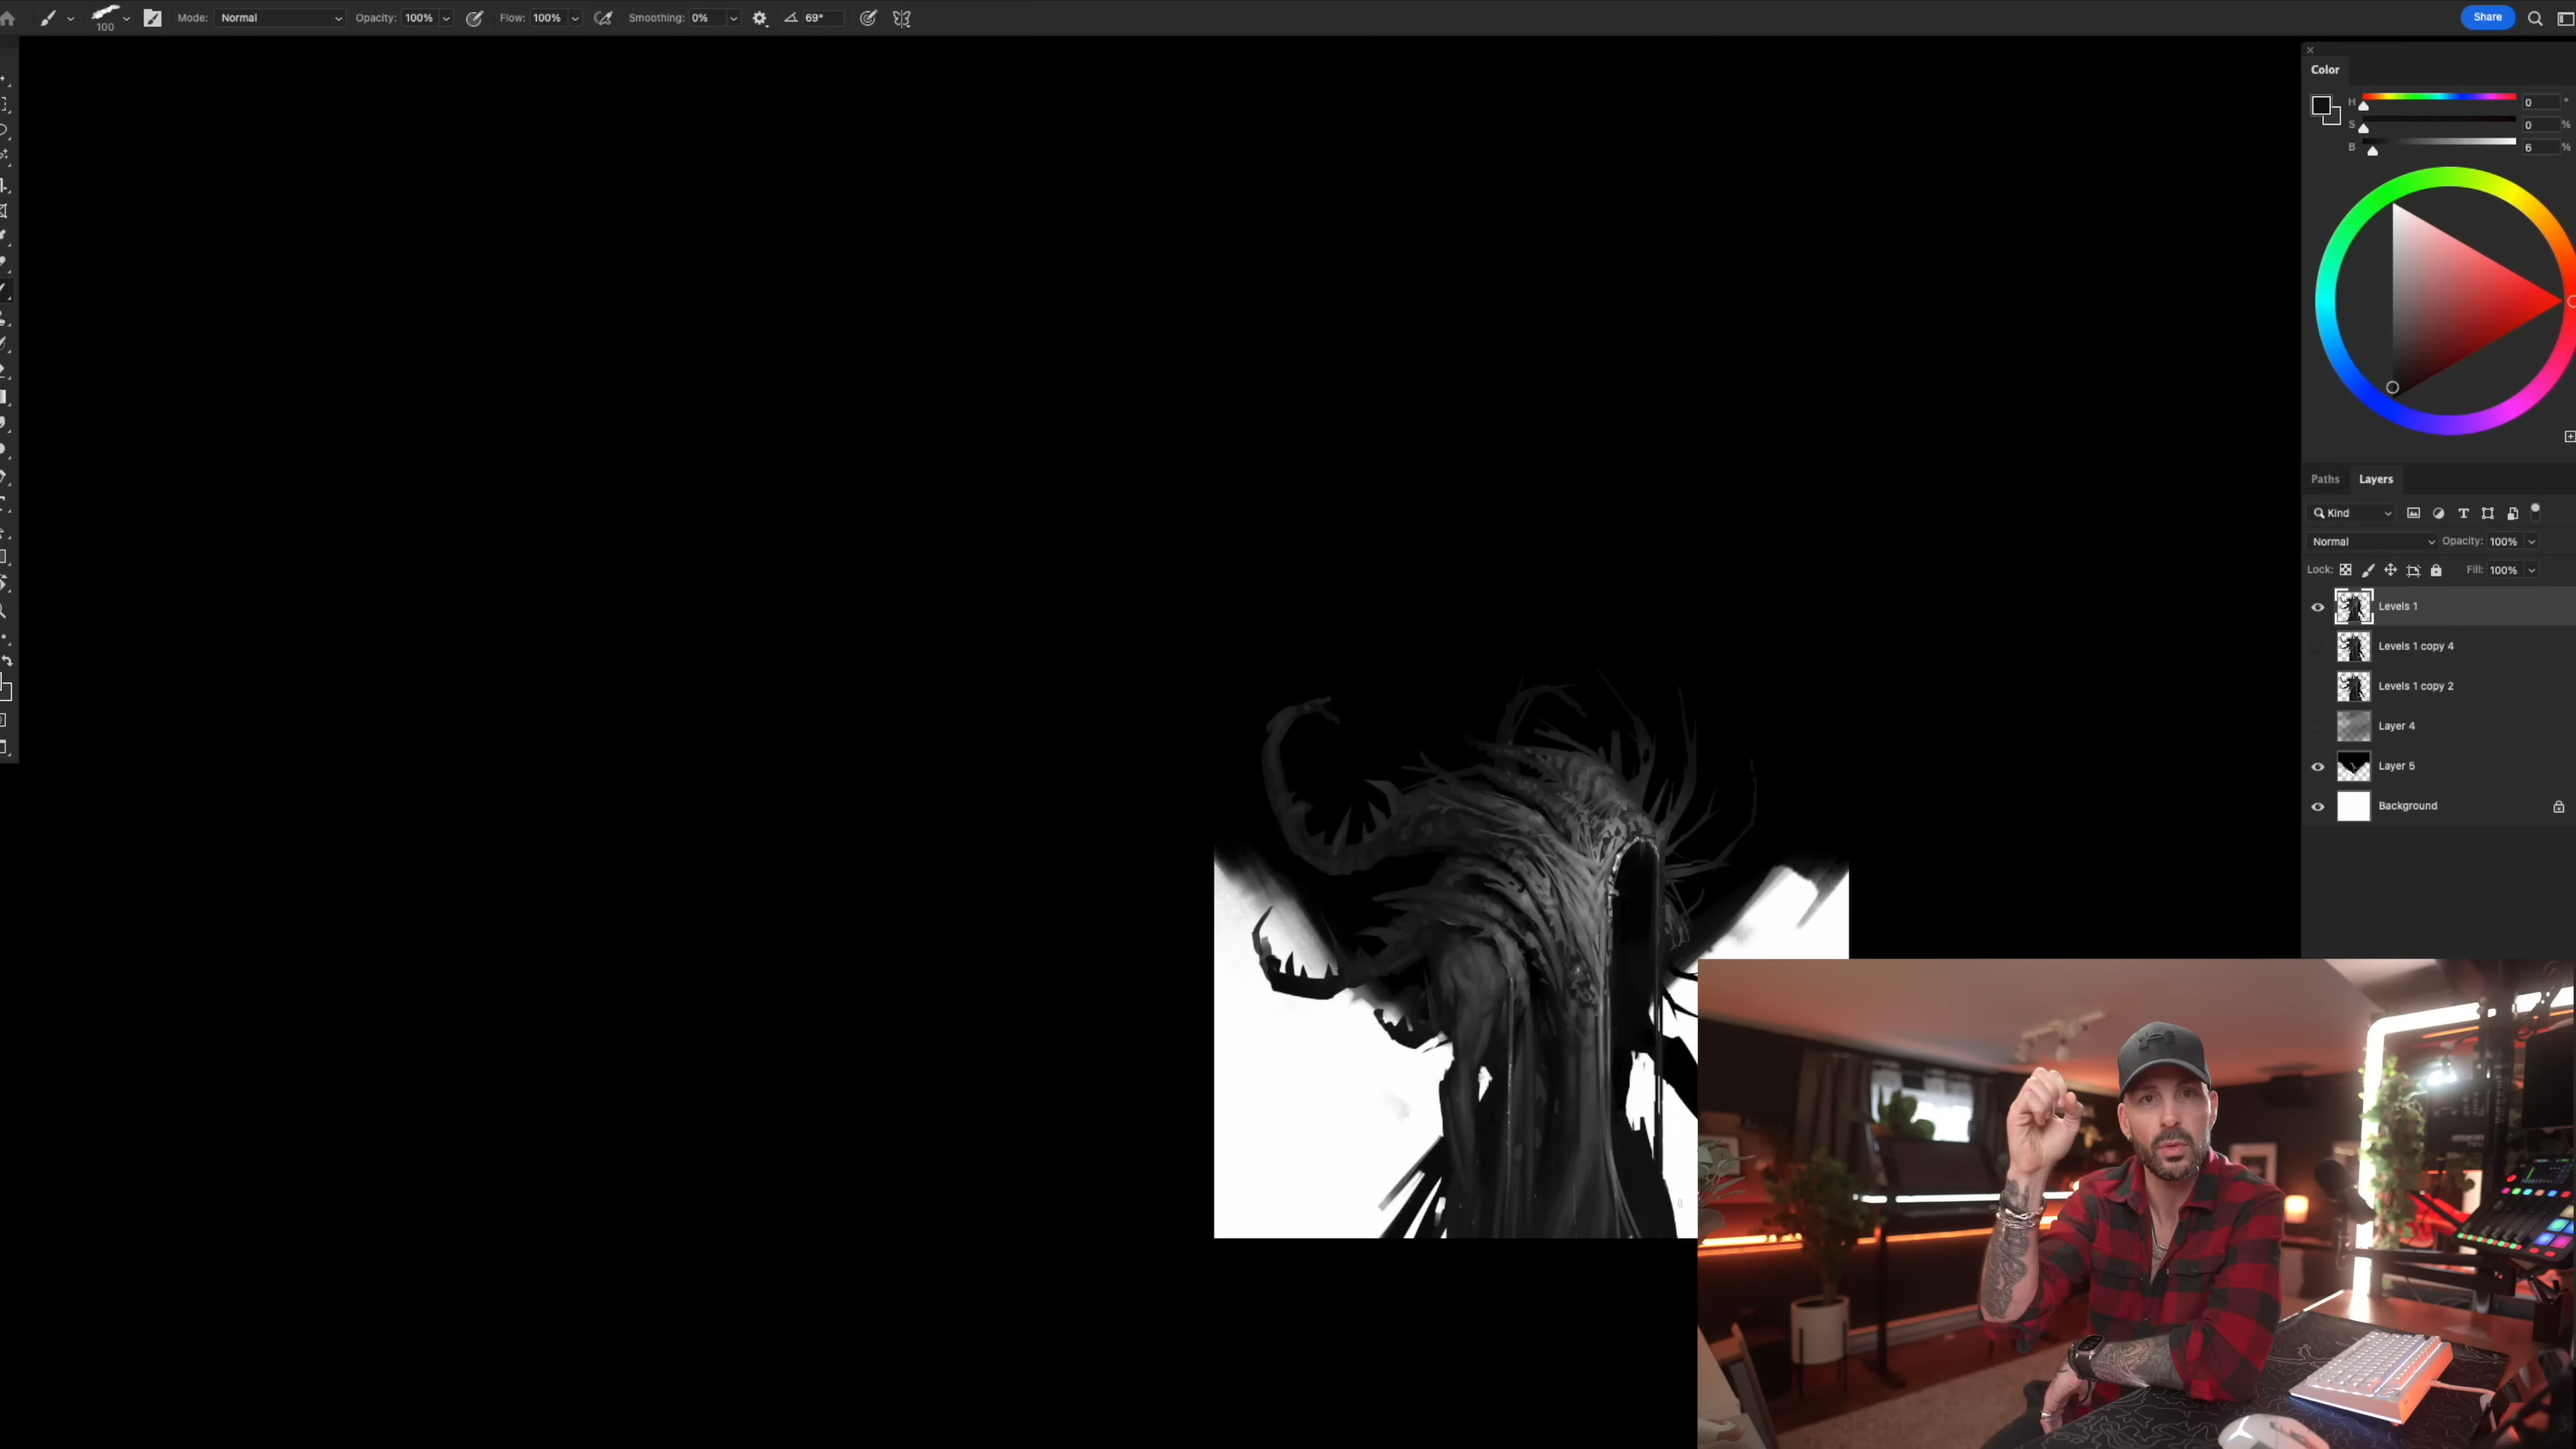 100
Mode: Normal Opacity: 100% Flow: 100% Smoothing: 0% 69°
Share
Color
H 0 °
S 0 %
B 6 %
Paths Layers
Kind
Normal Opacity: 100%
Lock: Fill: 100%
Levels 1
Levels 1 copy 4
Levels 1 copy 2
Layer 4
Layer 5
Background